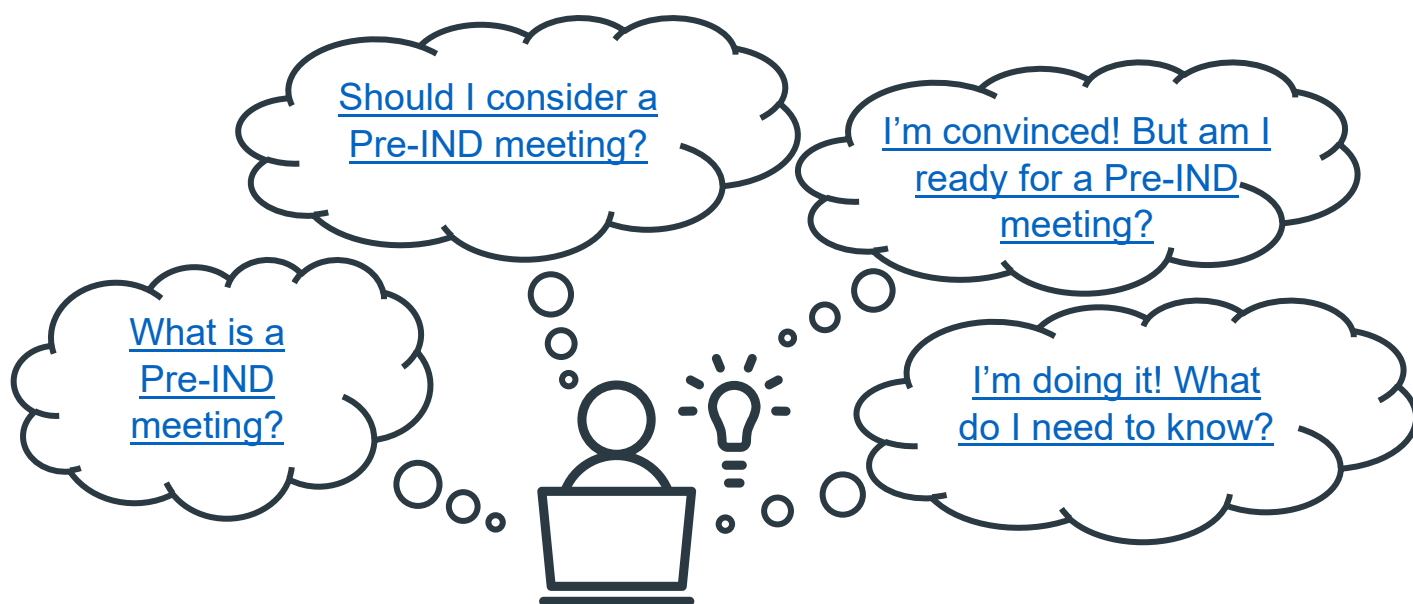 What is a
Pre-IND
meeting?
Should I consider a
Pre-IND meeting?
I’m convinced! But am I
ready for a Pre-IND
meeting?
I’m doing it! What
do I need to know?